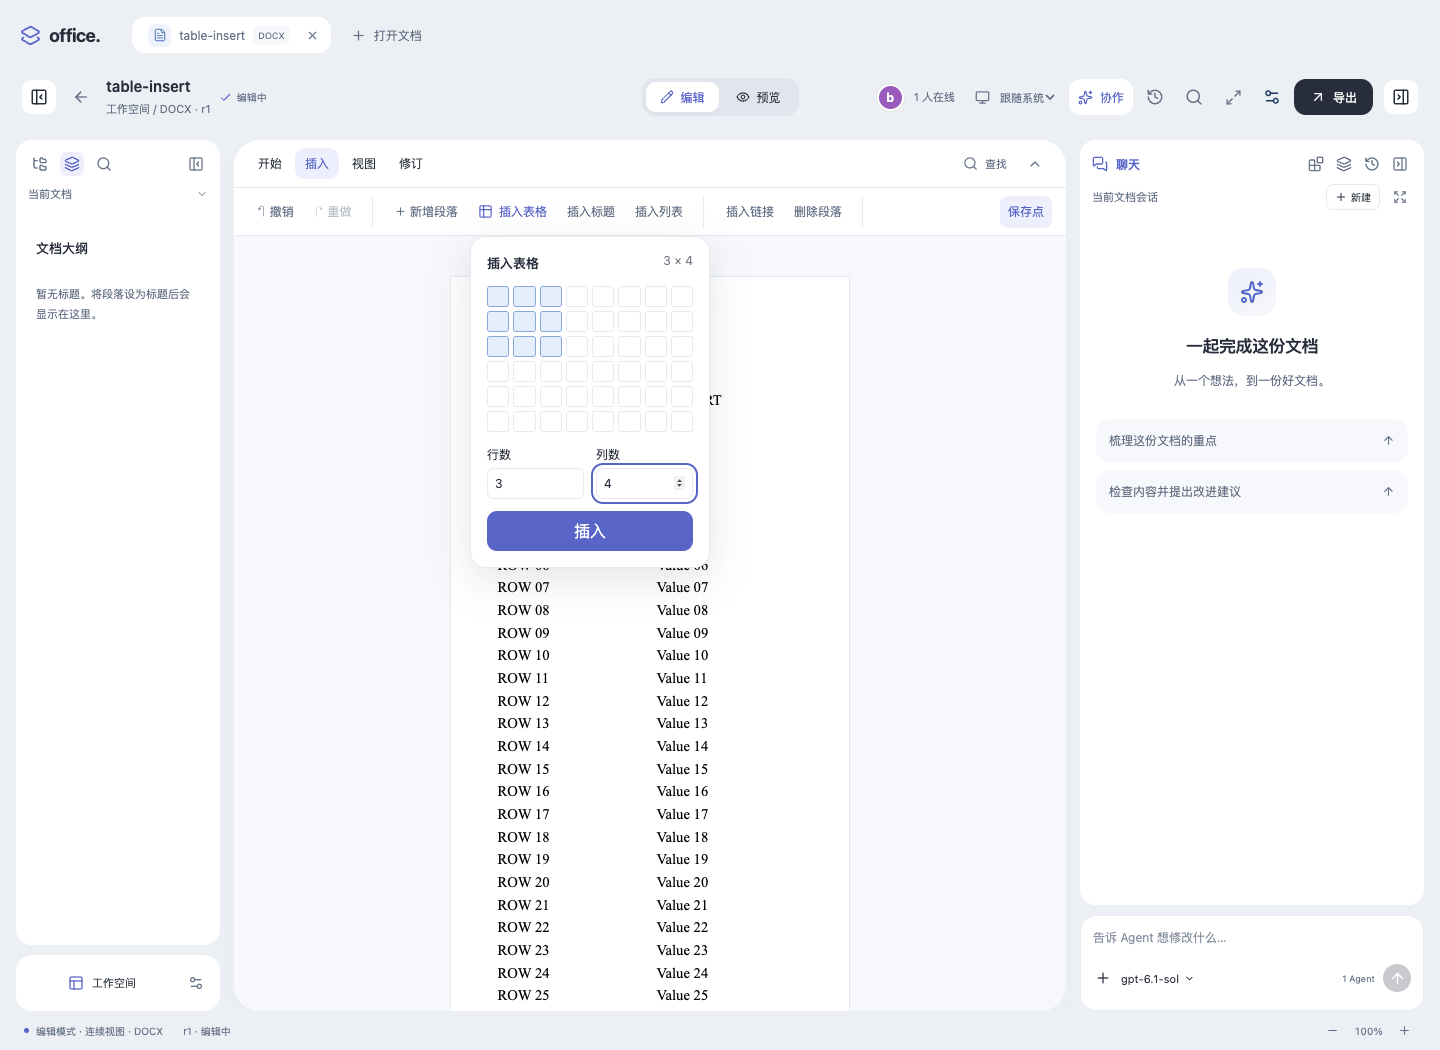 office.
table-insert DOCX
打开文档
table-insert
工作空间 / DOCX · r1
编辑中
编辑
预览
b
1 人在线
跟随系统
协作
导出
当前文档
文档大纲
暂无标题。将段落设为标题后会
显示在这里。
工作空间
开始 插入 视图 修订
查找
撤销 重做 新增段落 插入表格 插入标题 插入列表 插入链接 删除段落 保存点
插入表格 3 × 4
行数 列数
3 4
插入
ROW 07 Value 07
ROW 08 Value 08
ROW 09 Value 09
ROW 10 Value 10
ROW 11 Value 11
ROW 12 Value 12
ROW 13 Value 13
ROW 14 Value 14
ROW 15 Value 15
ROW 16 Value 16
ROW 17 Value 17
ROW 18 Value 18
ROW 19 Value 19
ROW 20 Value 20
ROW 21 Value 21
ROW 22 Value 22
ROW 23 Value 23
ROW 24 Value 24
ROW 25 Value 25
聊天
当前文档会话
新建
一起完成这份文档
从一个想法，到一份好文档。
梳理这份文档的重点
检查内容并提出改进建议
告诉 Agent 想修改什么...
gpt-6.1-sol
1 Agent
编辑模式 · 连续视图 · DOCX r1 · 编辑中
100%